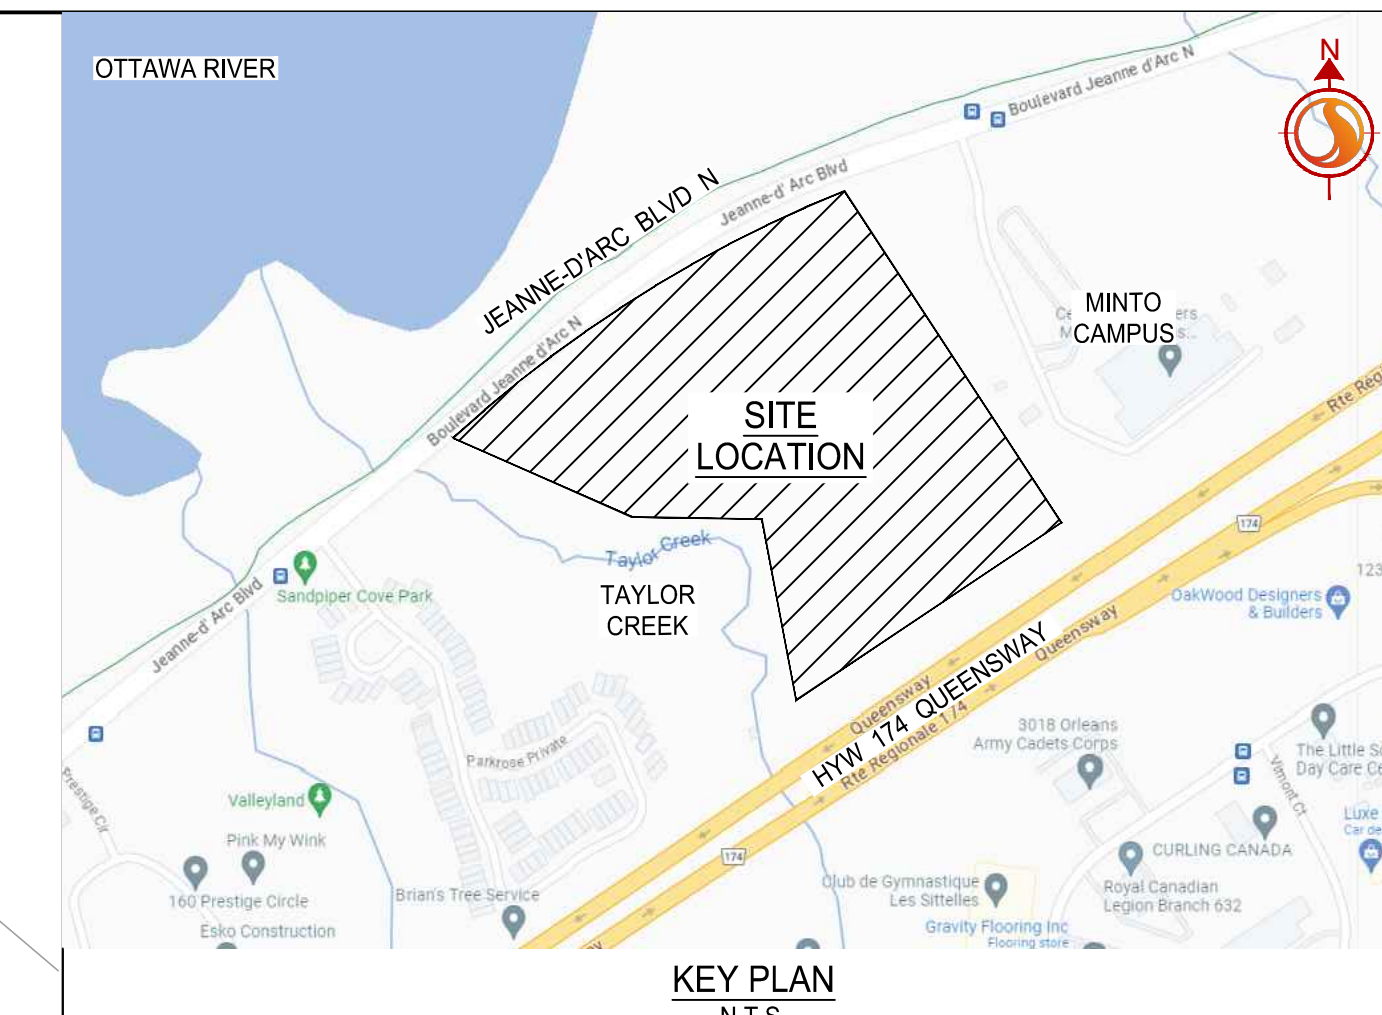 OTTAWA RIVER
N
Boulevard Jeanne d'Arc N
JEANNE-D'ARC BLVD N
Jeanne-d' Arc Blvd
Boulevard Jeanne d'Arc N
MINTO
CAMPUS
SITE
LOCATION
Rte Rég
174
Taylor Creek
TAYLOR
CREEK
Sandpiper Cove Park
Jeanne-d' Arc Blvd
OakWood Designers
& Builders
123
Queensway
HYW 174 QUEENSWAY
Queensway
Rte Regionale 174
3018 Orleans
Army Cadets Corps
The Little
Day Care
Vimont Ct
Parkrose Private
Prestige Cir
Valleyland
Pink My Wink
160 Prestige Circle
Esko Construction
Brian's Tree Service
174
Luxe
Car de
CURLING CANADA
Royal Canadian
Legion Branch 632
Club de Gymnastique
Les Sittelles
Gravity Flooring Inc
Flooring store
KEY PLAN
N.T.S.